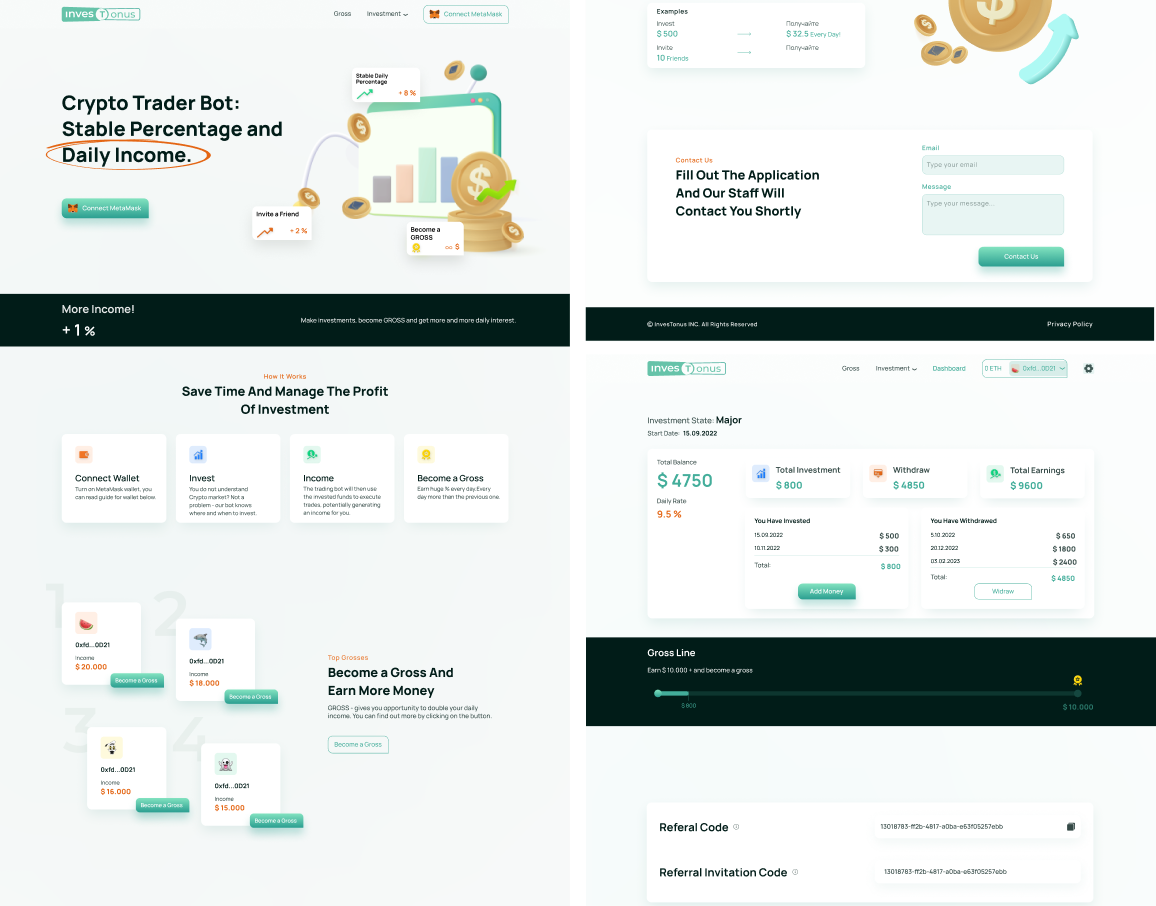 InvesTonus
Gross
Investment
Connect MetaMask
Crypto Trader Bot:
Stable Percentage and
Daily Income.
Connect MetaMask
Stable Daily
Percentage
+ 8 %
Invite a Friend
+ 2 %
Become a
GROSS
∞ $
More Income!
+ 1 %
Make investments, become GROSS and get more and more daily interest.
How It Works
Save Time And Manage The Profit
Of Investment
Connect Wallet
Turn on MetaMask wallet, you
can read guide for wallet below.
Invest
You do not understand
Crypto market? Not a
problem - our bot knows
where and when to invest.
Income
The trading bot will then use
the invested funds to execute
trades, potentially generating
an income for you.
Become a Gross
Earn huge % every day.Every
day more than the previous one.
1
0xfd...0D21
Income
$ 20.000
Become a Gross
2
0xfd...0D21
Income
$ 18.000
Become a Gross
3
0xfd...0D21
Income
$ 16.000
Become a Gross
4
0xfd...0D21
Income
$ 15.000
Become a Gross
Top Grosses
Become a Gross And
Earn More Money
GROSS - gives you opportunity to double your daily
income. You can find out more by clicking on the button.
Become a Gross
Examples
Invest
$ 500
Получайте
$ 32.5 Every Day!
Invite
10 Friends
Получайте
Contact Us
Fill Out The Application
And Our Staff Will
Contact You Shortly
Email
Type your email
Message
Type your message...
Contact Us
© InvesTonus INC. All Rights Reserved
Privacy Policy
InvesTonus
Gross
Investment
Dashboard
0 ETH
0xfd...0D21
Investment State: Major
Start Date: 15.09.2022
Total Balance
$ 4750
Daily Rate
9.5 %
Total Investment
$ 800
Withdraw
$ 4850
Total Earnings
$ 9600
You Have Invested
15.09.2022 $ 500
10.11.2022 $ 300
Total: $ 800
Add Money
You Have Withdrawed
5.10.2022 $ 650
20.12.2022 $ 1800
03.02.2023 $ 2400
Total: $ 4850
Widraw
Gross Line
Earn $ 10.000 + and become a gross
$ 800
$ 10.000
Referal Code
13018783-ff2b-4817-a0ba-e63f05257ebb
Referral Invitation Code
13018783-ff2b-4817-a0ba-e63f05257ebb